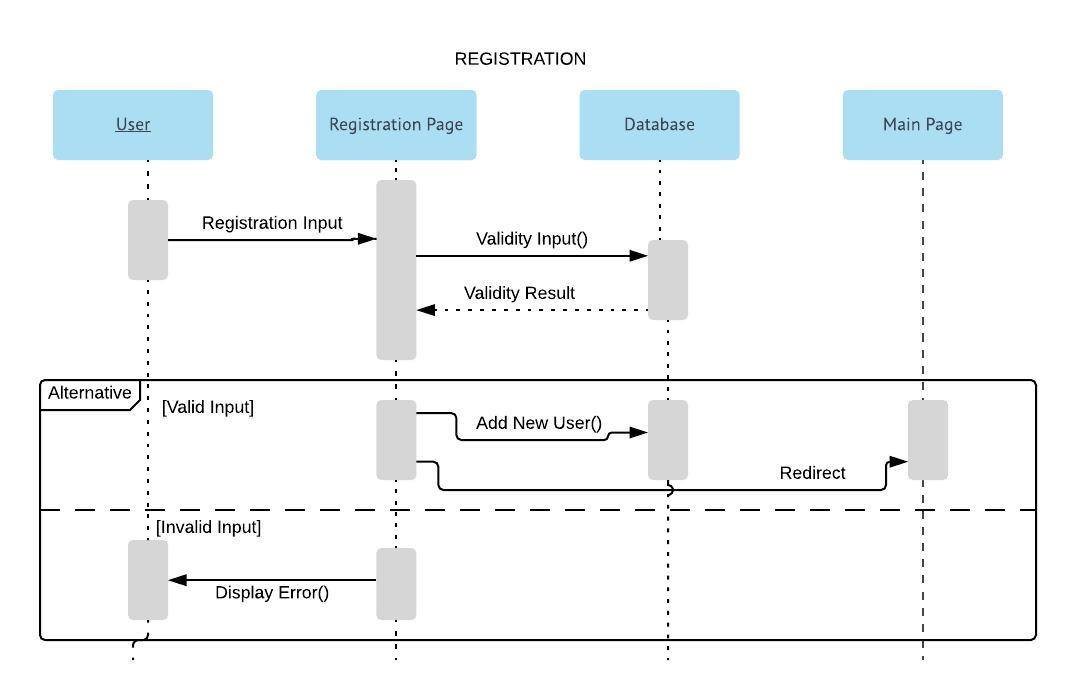 REGISTRATION
User
Registration Page
Database
Main Page
Registration Input
Validity Input()
Validity Result
Alternative
[Valid Input]
Add New User()
Redirect
[Invalid Input]
Display Error()